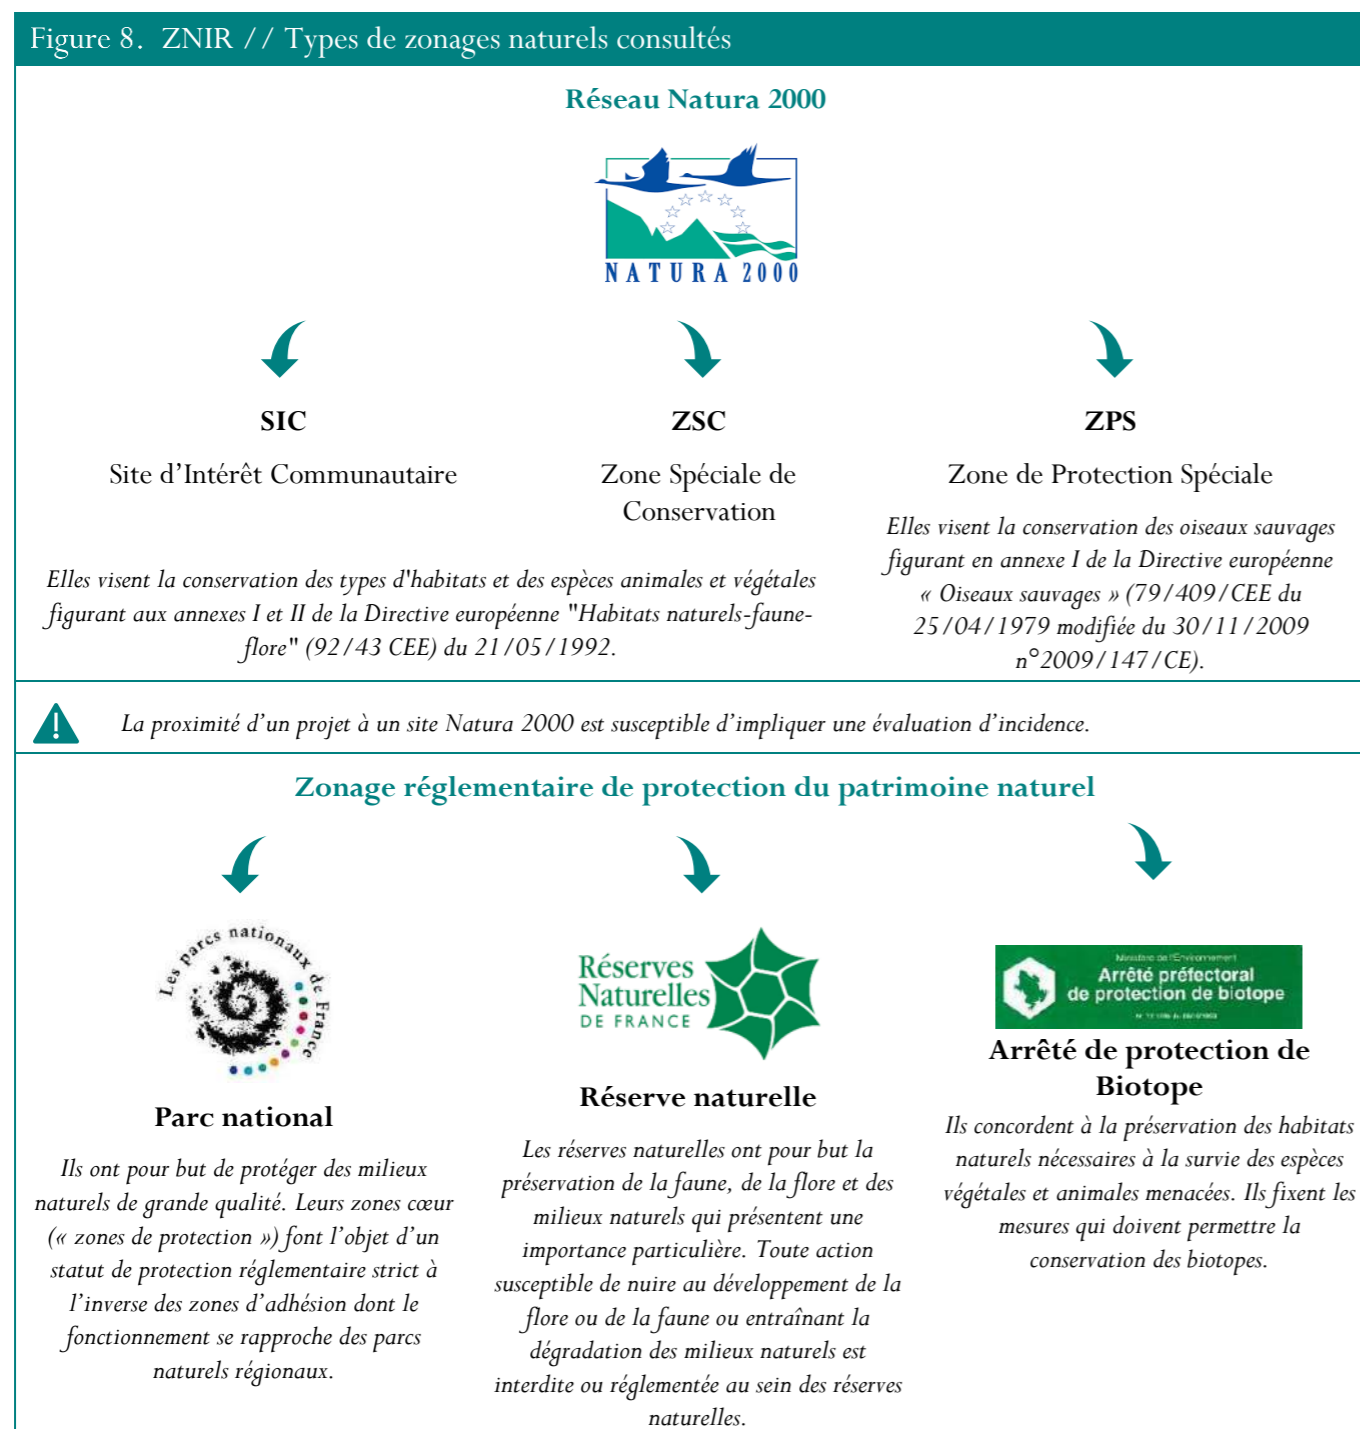 Figure 8. ZNIR // Types de zonages naturels consultés
Réseau Natura 2000
NATURA 2000
SIC
Site d’Intérêt Communautaire
ZSC
Zone Spéciale de
Conservation
Elles visent la conservation des types d'habitats et des espèces animales et végétales
figurant aux annexes I et II de la Directive européenne "Habitats naturels-faune-
flore" (92/43 CEE) du 21/05/1992.
ZPS
Zone de Protection Spéciale
Elles visent la conservation des oiseaux sauvages
figurant en annexe I de la Directive européenne
« Oiseaux sauvages » (79/409/CEE du
25/04/1979 modifiée du 30/11/2009
n°2009/147/CE).
La proximité d’un projet à un site Natura 2000 est susceptible d’impliquer une évaluation d’incidence.
Zonage réglementaire de protection du patrimoine naturel
Les parcs nationaux de France
Parc national
Ils ont pour but de protéger des milieux
naturels de grande qualité. Leurs zones cœur
(« zones de protection ») font l’objet d’un
statut de protection réglementaire strict à
l’inverse des zones d’adhésion dont le
fonctionnement se rapproche des parcs
naturels régionaux.
Réserves
Naturelles
DE FRANCE
Réserve naturelle
Les réserves naturelles ont pour but la
préservation de la faune, de la flore et des
milieux naturels qui présentent une
importance particulière. Toute action
susceptible de nuire au développement de la
flore ou de la faune ou entraînant la
dégradation des milieux naturels est
interdite ou réglementée au sein des réserves
naturelles.
Ministère de l'Environnement
Arrêté préfectoral
de protection de biotope
Arrêté de protection de
Biotope
Ils concordent à la préservation des habitats
naturels nécessaires à la survie des espèces
végétales et animales menacées. Ils fixent les
mesures qui doivent permettre la
conservation des biotopes.